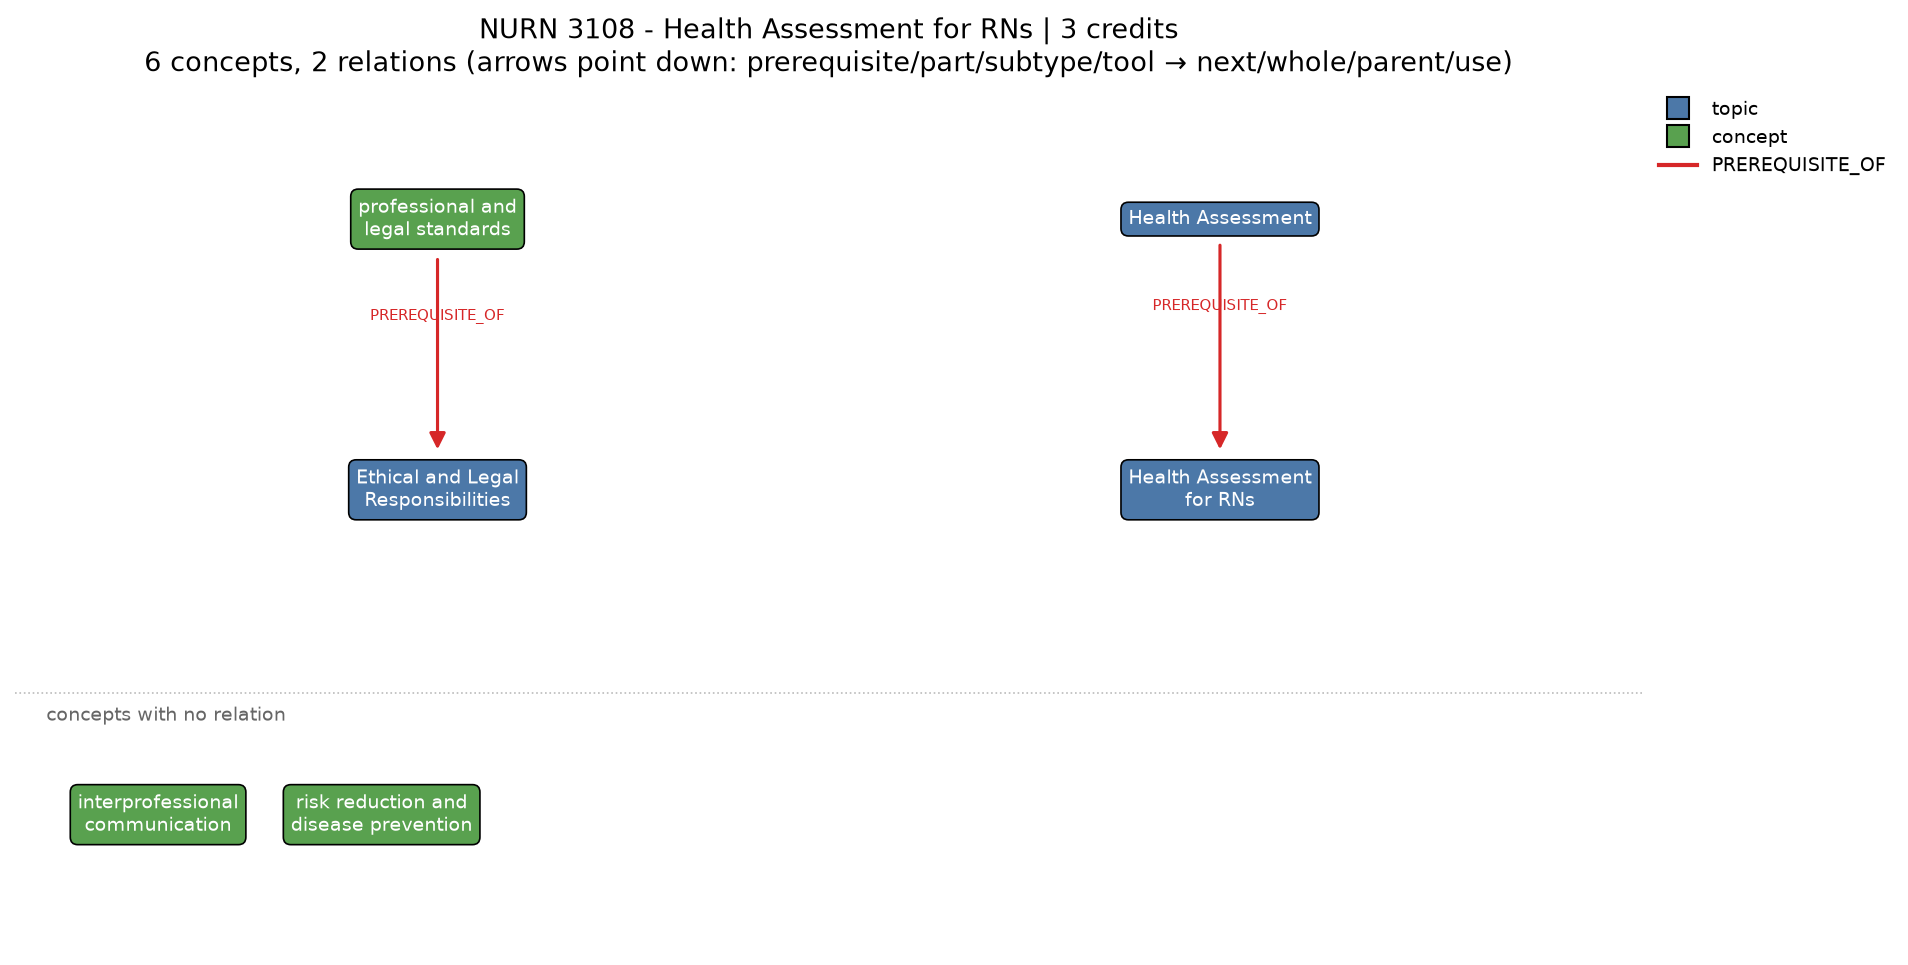 NURN 3108 - Health Assessment for RNs | 3 credits
6 concepts, 2 relations (arrows point down: prerequisite/part/subtype/tool → next/whole/parent/use)
topic
concept
PREREQUISITE_OF
professional and
legal standards
Health Assessment
PREREQUISITE_OF
PREREQUISITE_OF
Ethical and Legal
Responsibilities
Health Assessment
for RNs
concepts with no relation
interprofessional
communication
risk reduction and
disease prevention